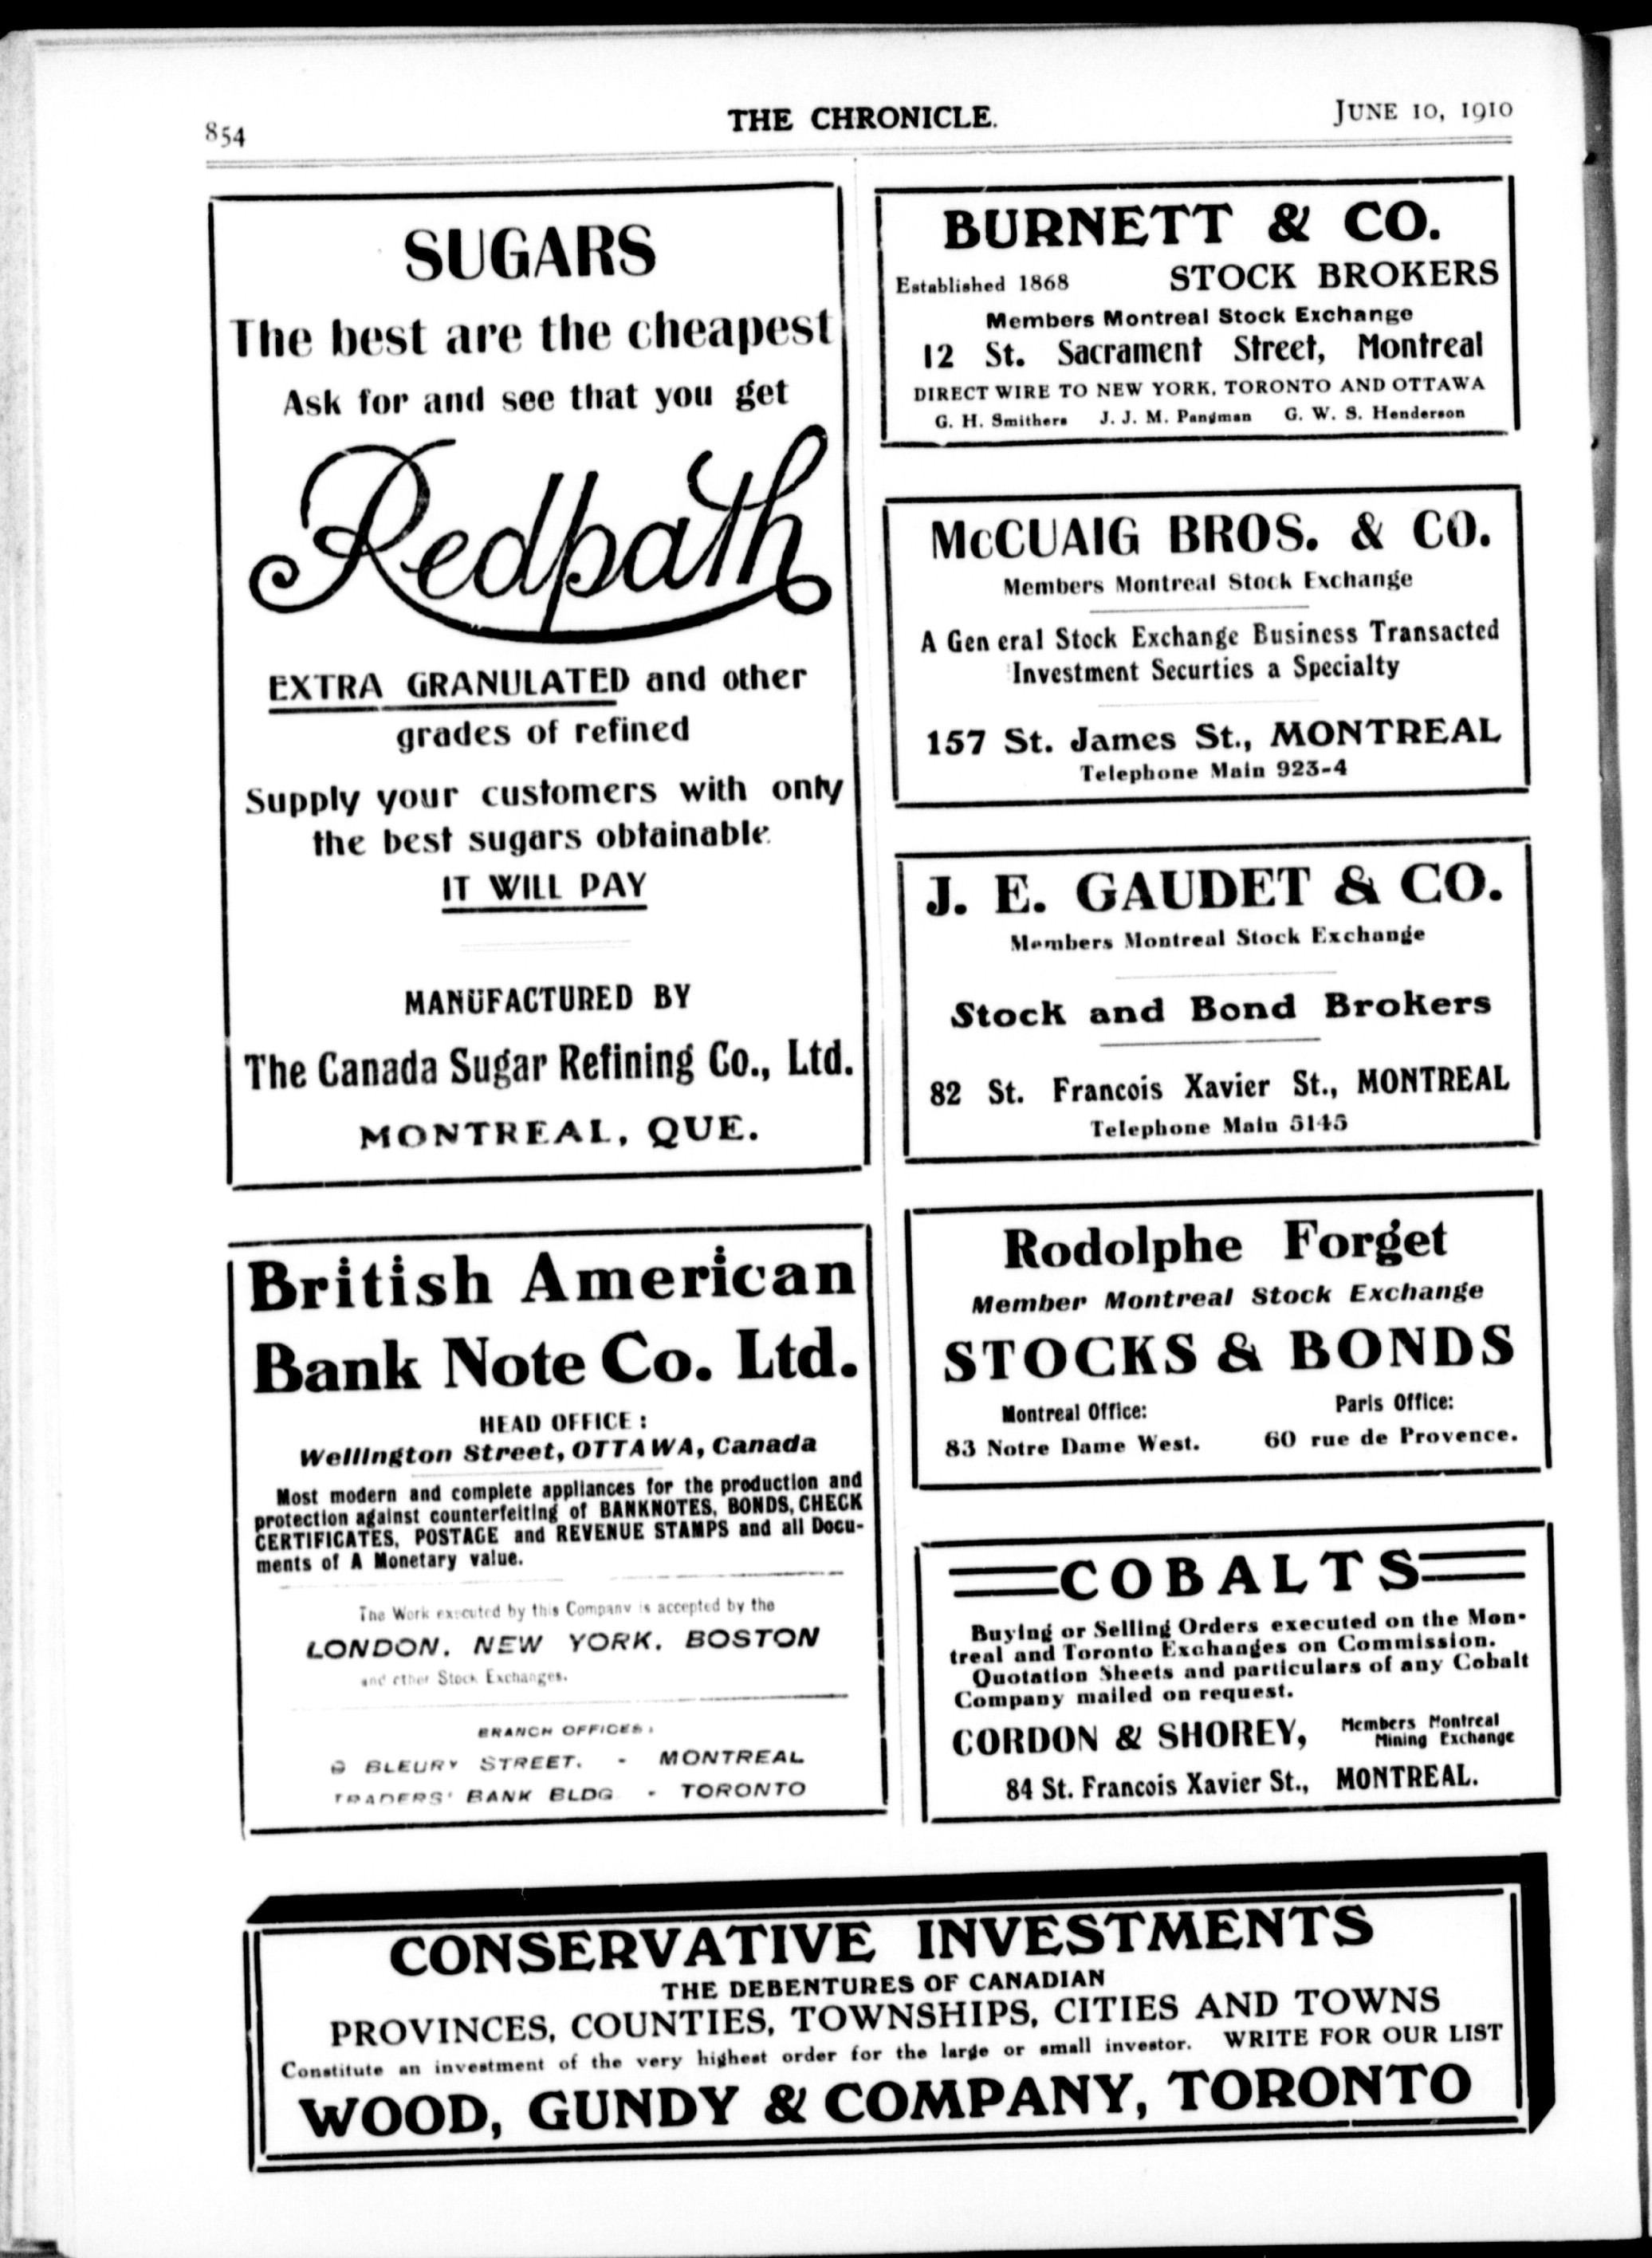 854
THE CHRONICLE.
JUNE 10, 1910
SUGARS
The best are the cheapest
Ask for and see that you get
Redpath
EXTRA GRANULATED and other
grades of refined
Supply your customers with only
the best sugars obtainable.
IT WILL PAY
MANUFACTURED BY
The Canada Sugar Refining Co., Ltd.
MONTREAL, QUE.
British American
Bank Note Co. Ltd.
HEAD OFFICE :
Wellington Street, OTTAWA, Canada
Most modern and complete appliances for the production and
protection against counterfeiting of BANKNOTES, BONDS, CHECK
CERTIFICATES, POSTAGE and REVENUE STAMPS and all Docu-
ments of A Monetary value.
The Work executed by this Company is accepted by the
LONDON, NEW YORK, BOSTON
and other Stock Exchanges.
BRANCH OFFICES:
BLEURY STREET, - MONTREAL
TRADERS' BANK BLDG - TORONTO
BURNETT & CO.
Established 1868 STOCK BROKERS
Members Montreal Stock Exchange
12 St. Sacrament Street, Montreal
DIRECT WIRE TO NEW YORK, TORONTO AND OTTAWA
G. H. Smithers J. J. M. Pangman G. W. S. Henderson
McCUAIG BROS. & CO.
Members Montreal Stock Exchange
A Gen eral Stock Exchange Business Transacted
Investment Securties a Specialty
157 St. James St., MONTREAL
Telephone Main 923-4
J. E. GAUDET & CO.
Members Montreal Stock Exchange
Stock and Bond Brokers
82 St. Francois Xavier St., MONTREAL
Telephone Main 5145
Rodolphe Forget
Member Montreal Stock Exchange
STOCKS & BONDS
Montreal Office: Paris Office:
83 Notre Dame West. 60 rue de Provence.
COBALTS
Buying or Selling Orders executed on the Mon-
treal and Toronto Exchanges on Commission.
Quotation Sheets and particulars of any Cobalt
Company mailed on request.
CORDON & SHOREY, Members Montreal
Mining Exchange
84 St. Francois Xavier St., MONTREAL.
CONSERVATIVE INVESTMENTS
THE DEBENTURES OF CANADIAN
PROVINCES, COUNTIES, TOWNSHIPS, CITIES AND TOWNS
Constitute an investment of the very highest order for the large or small investor. WRITE FOR OUR LIST
WOOD, GUNDY & COMPANY, TORONTO